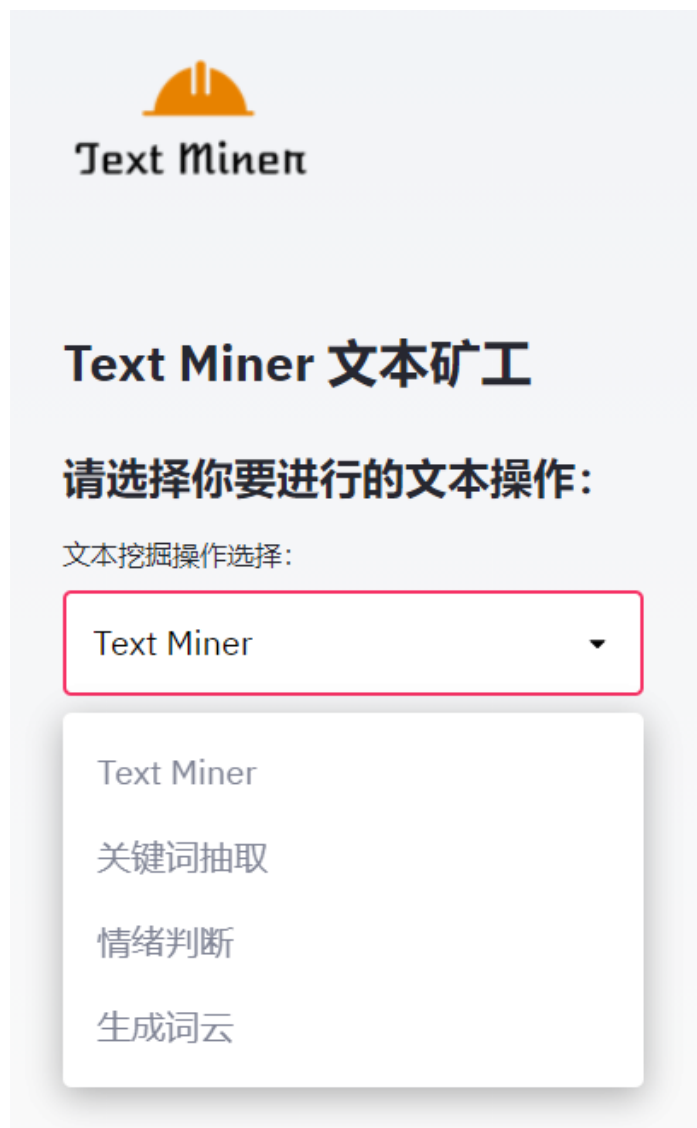 Text Miner
Text Miner 文本矿工
请选择你要进行的文本操作：
文本挖掘操作选择：
Text Miner
Text Miner
关键词抽取
情绪判断
生成词云